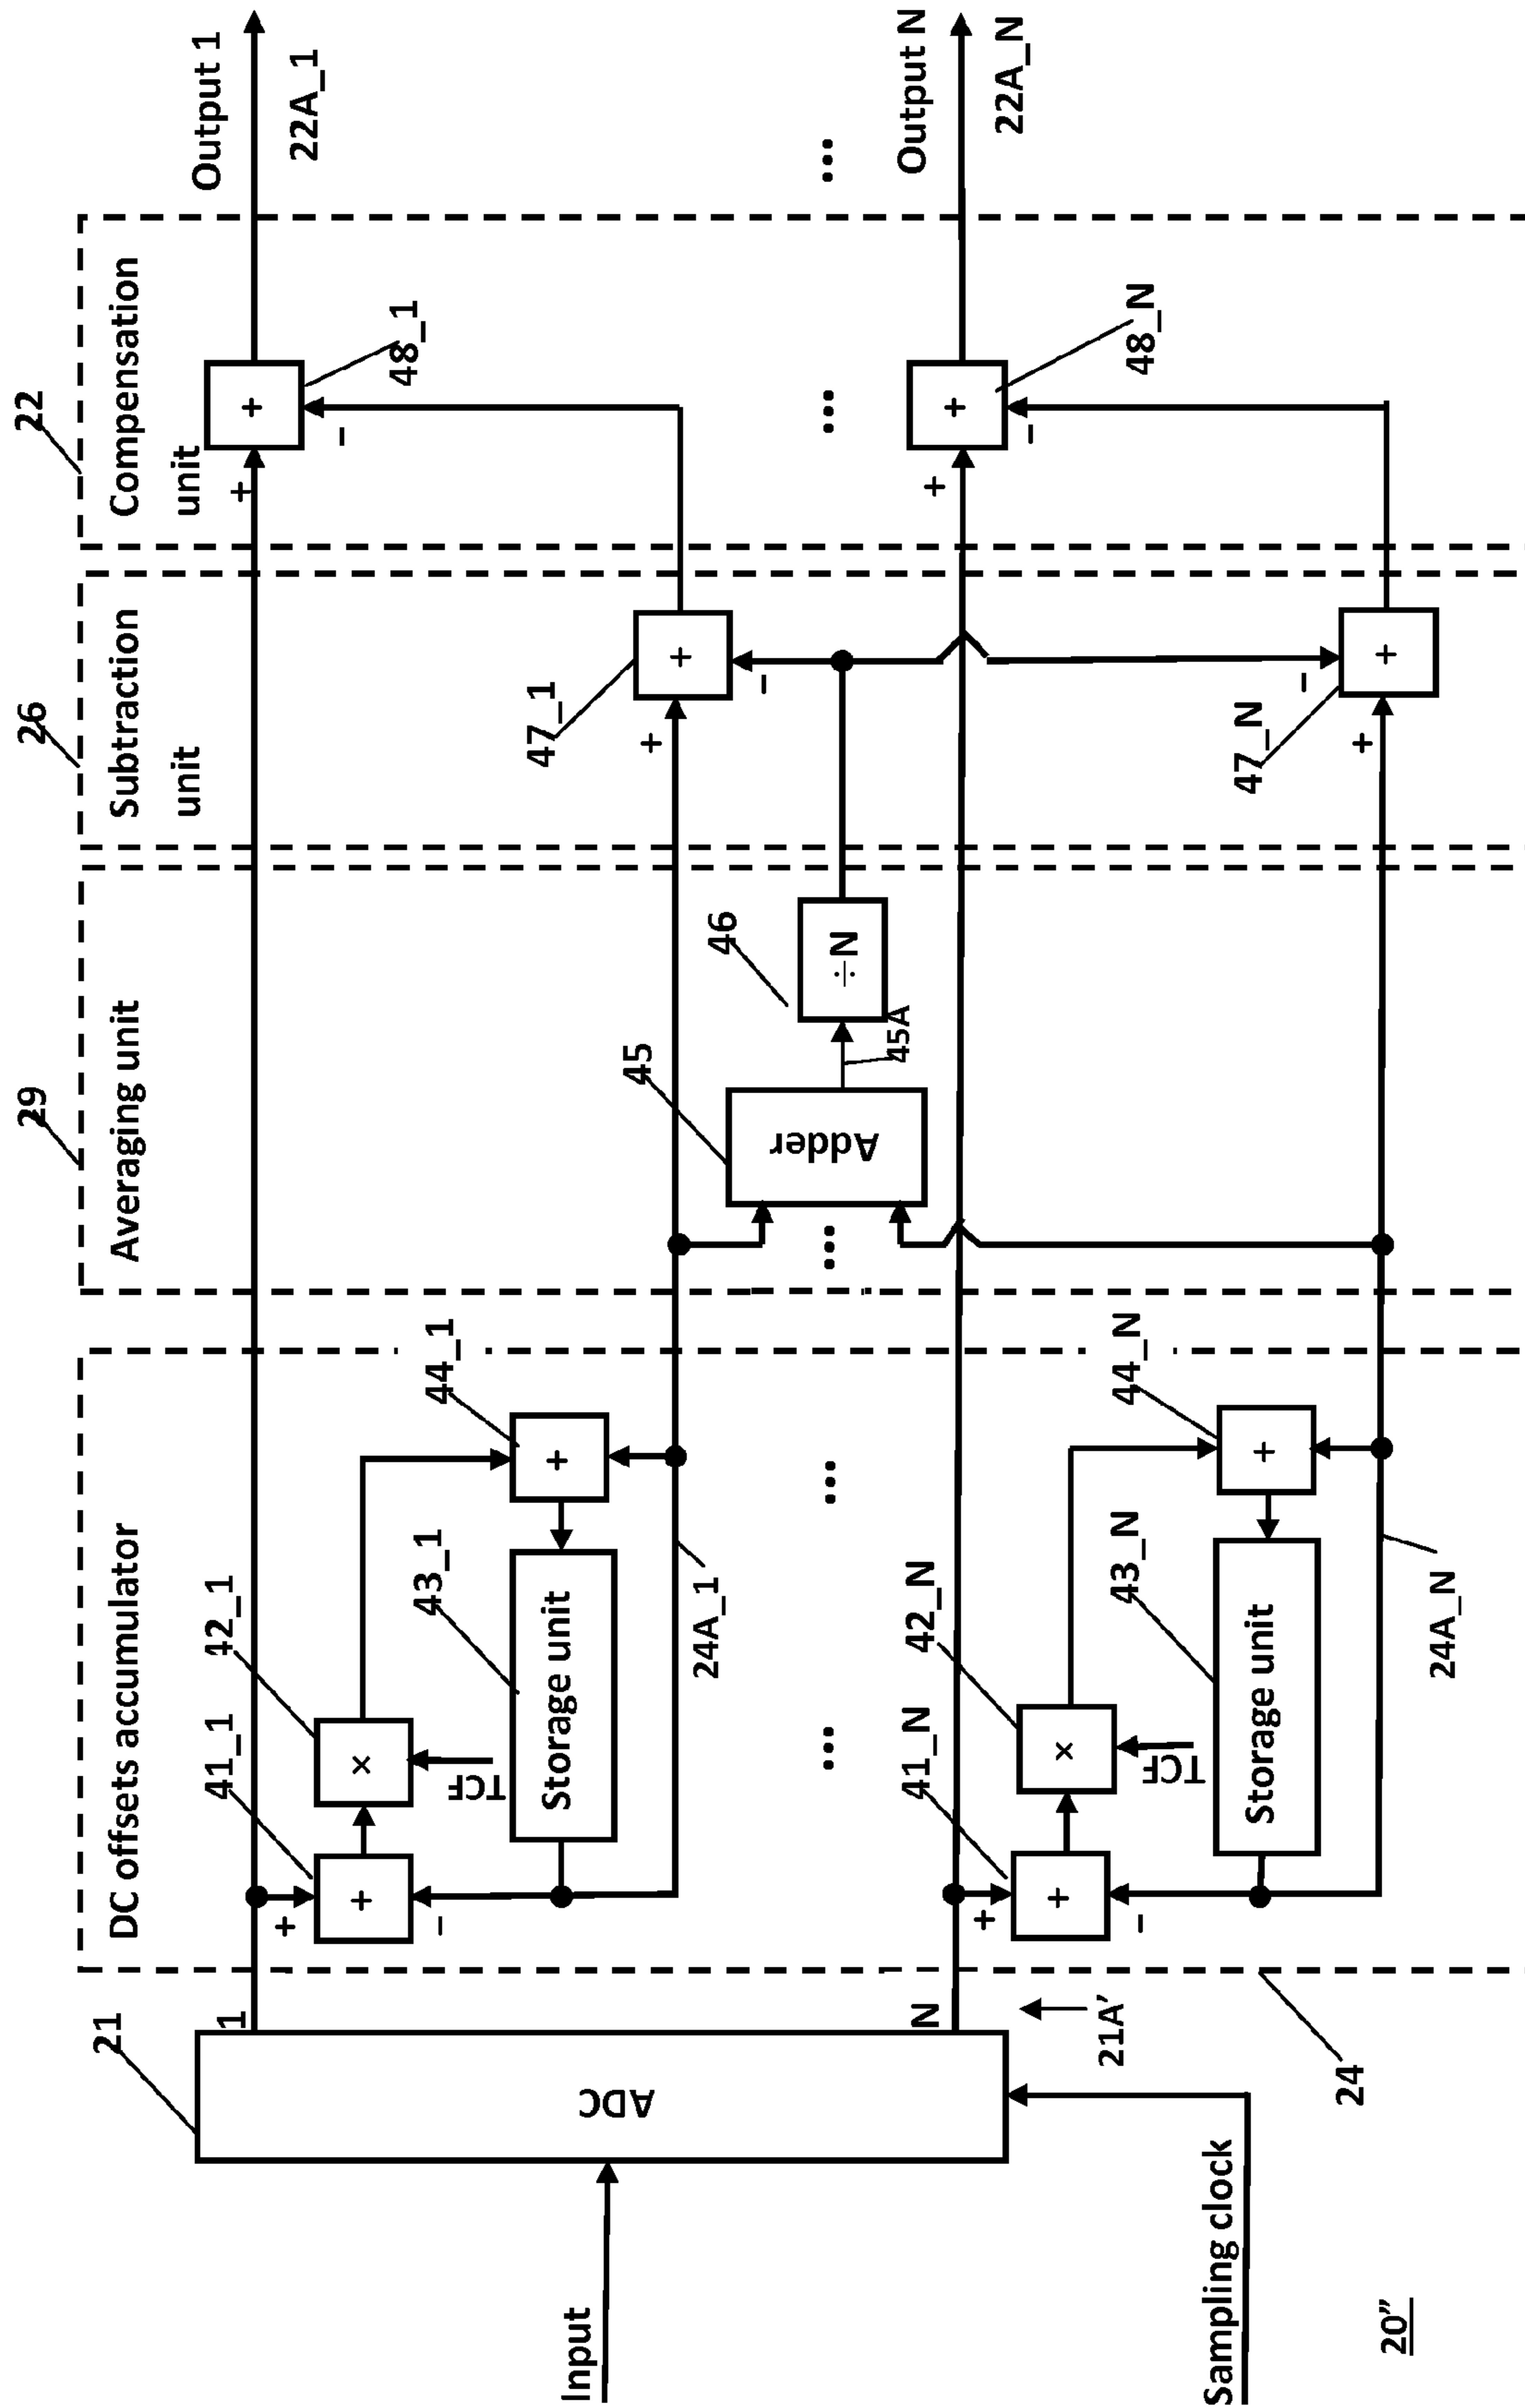 22
26
29
Compensation
unit
Subtraction
unit
Averaging unit
DC offsets accumulator
Output 1
22A_1
Output N
22A_N
...
+
48_1
+
−
+
48_N
+
−
...
+
47_1
+
−
+
47_N
+
−
46
÷N
45A
45
Adder
...
44_1
+
42_1
×
TCF
43_1
Storage unit
41_1
+
+
−
24A_1
...
...
44_N
+
42_N
×
TCF
43_N
Storage unit
41_N
+
+
−
24A_N
21
1
N
ADC
21A’
24
Input
Sampling clock
20”